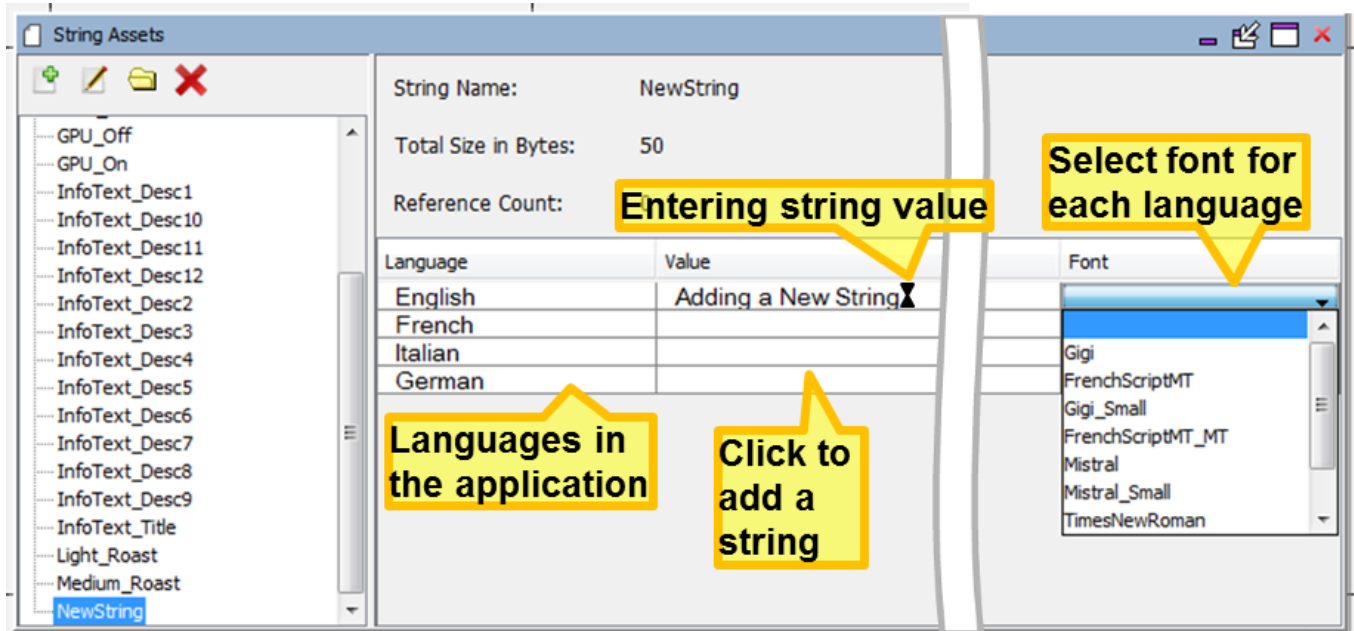 String Assets
GPU_Off
GPU_On
InfoText_Desc1
InfoText_Desc10
InfoText_Desc11
InfoText_Desc12
InfoText_Desc2
InfoText_Desc3
InfoText_Desc4
InfoText_Desc5
InfoText_Desc6
InfoText_Desc7
InfoText_Desc8
InfoText_Desc9
InfoText_Title
Light_Roast
Medium_Roast
NewString
String Name: NewString
Total Size in Bytes: 50
Reference Count:
Entering string value
Select font for
each language
Language Value Font
English Adding a New String
French
Italian
German
Gigi
FrenchScriptMT
Gigi_Small
FrenchScriptMT_MT
Mistral
Mistral_Small
TimesNewRoman
Languages in
the application
Click to
add a
string